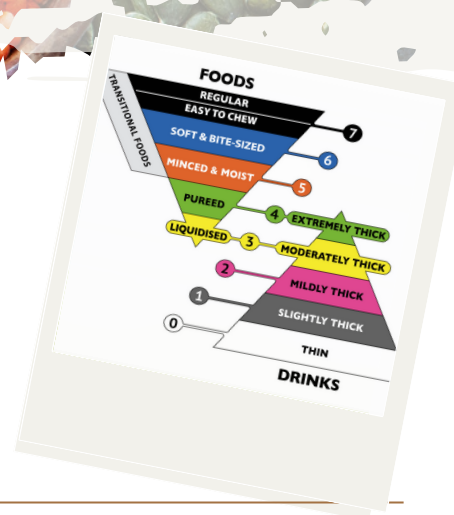 FOODS
REGULAR
EASY TO CHEW
7
TRANSITIONAL FOODS
SOFT & BITE-SIZED
6
MINCED & MOIST
5
PUREED
4
EXTREMELY THICK
LIQUIDISED
3
MODERATELY THICK
2
MILDLY THICK
1
SLIGHTLY THICK
0
THIN
DRINKS